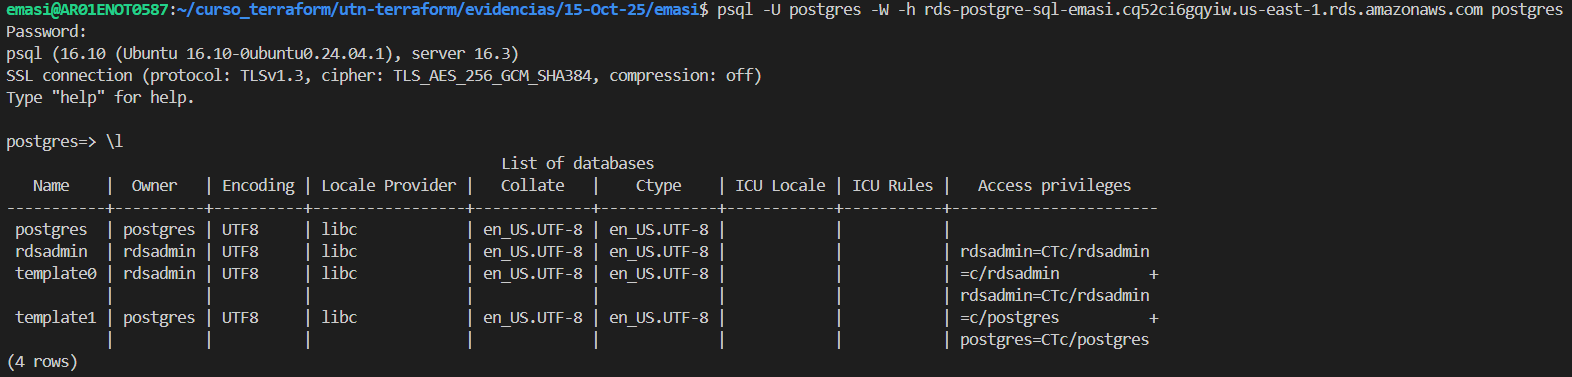 emasi@AR01ENOT0587:~/curso_terraform/utn-terraform/evidencias/15-Oct-25/emasi$ psql -U postgres -W -h rds-postgre-sql-emasi.cq52ci6gqyiw.us-east-1.rds.amazonaws.com postgres
Password:
psql (16.10 (Ubuntu 16.10-0ubuntu0.24.04.1), server 16.3)
SSL connection (protocol: TLSv1.3, cipher: TLS_AES_256_GCM_SHA384, compression: off)
Type "help" for help.

postgres=> \l
                                                      List of databases
   Name    |  Owner   | Encoding | Locale Provider |   Collate   |    Ctype    | ICU Locale | ICU Rules |   Access privileges
-----------+----------+----------+-----------------+-------------+-------------+------------+-----------+-----------------------
 postgres  | postgres | UTF8     | libc            | en_US.UTF-8 | en_US.UTF-8 |            |           |
 rdsadmin  | rdsadmin | UTF8     | libc            | en_US.UTF-8 | en_US.UTF-8 |            |           | rdsadmin=CTc/rdsadmin
 template0 | rdsadmin | UTF8     | libc            | en_US.UTF-8 | en_US.UTF-8 |            |           | =c/rdsadmin          +
           |          |          |                 |             |             |            |           | rdsadmin=CTc/rdsadmin
 template1 | postgres | UTF8     | libc            | en_US.UTF-8 | en_US.UTF-8 |            |           | =c/postgres          +
           |          |          |                 |             |             |            |           | postgres=CTc/postgres
(4 rows)